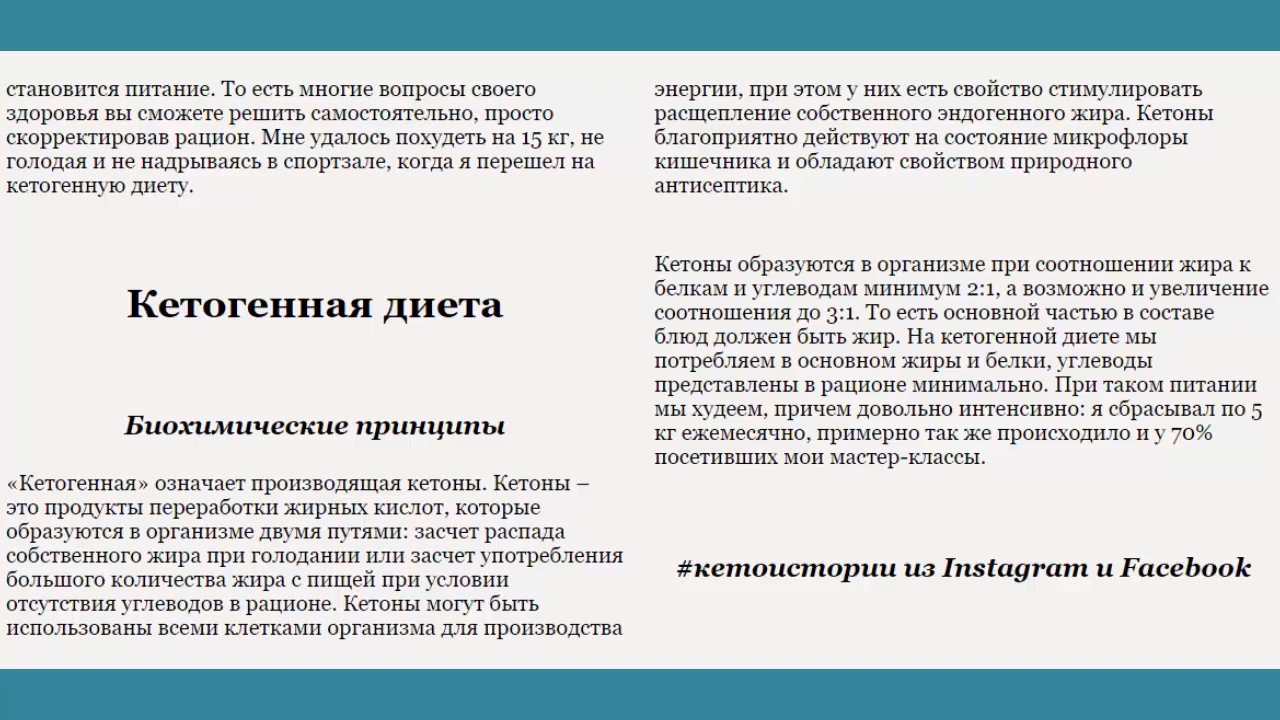 становится питание. То есть многие вопросы своего
здоровья вы сможете решить самостоятельно, просто
скорректировав рацион. Мне удалось похудеть на 15 кг, не
голодая и не надрываясь в спортзале, когда я перешел на
кетогенную диету.
Кетогенная диета
Биохимические принципы
«Кетогенная» означает производящая кетоны. Кетоны –
это продукты переработки жирных кислот, которые
образуются в организме двумя путями: засчет распада
собственного жира при голодании или засчет употребления
большого количества жира с пищей при условии
отсутствия углеводов в рационе. Кетоны могут быть
использованы всеми клетками организма для производства
энергии, при этом у них есть свойство стимулировать
расщепление собственного эндогенного жира. Кетоны
благоприятно действуют на состояние микрофлоры
кишечника и обладают свойством природного
антисептика.
Кетоны образуются в организме при соотношении жира к
белкам и углеводам минимум 2:1, а возможно и увеличение
соотношения до 3:1. То есть основной частью в составе
блюд должен быть жир. На кетогенной диете мы
потребляем в основном жиры и белки, углеводы
представлены в рационе минимально. При таком питании
мы худеем, причем довольно интенсивно: я сбрасывал по 5
кг ежемесячно, примерно так же происходило и у 70%
посетивших мои мастер-классы.
#кетоистории из Instagram и Facebook